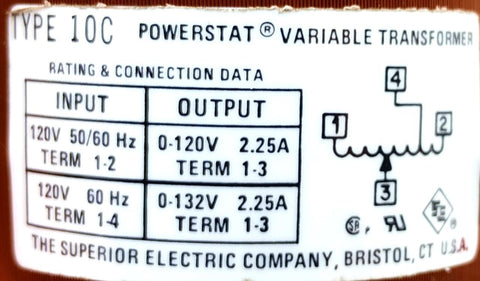 TYPE 10C POWERSTAT® VARIABLE TRANSFORMER
RATING & CONNECTION DATA
INPUT OUTPUT
120V 50/60 Hz 0-120V 2.25A
TERM 1-2 TERM 1-3
120V 60 Hz 0-132V 2.25A
TERM 1-4 TERM 1-3
4
1 2
3
THE SUPERIOR ELECTRIC COMPANY, BRISTOL, CT U.S.A.